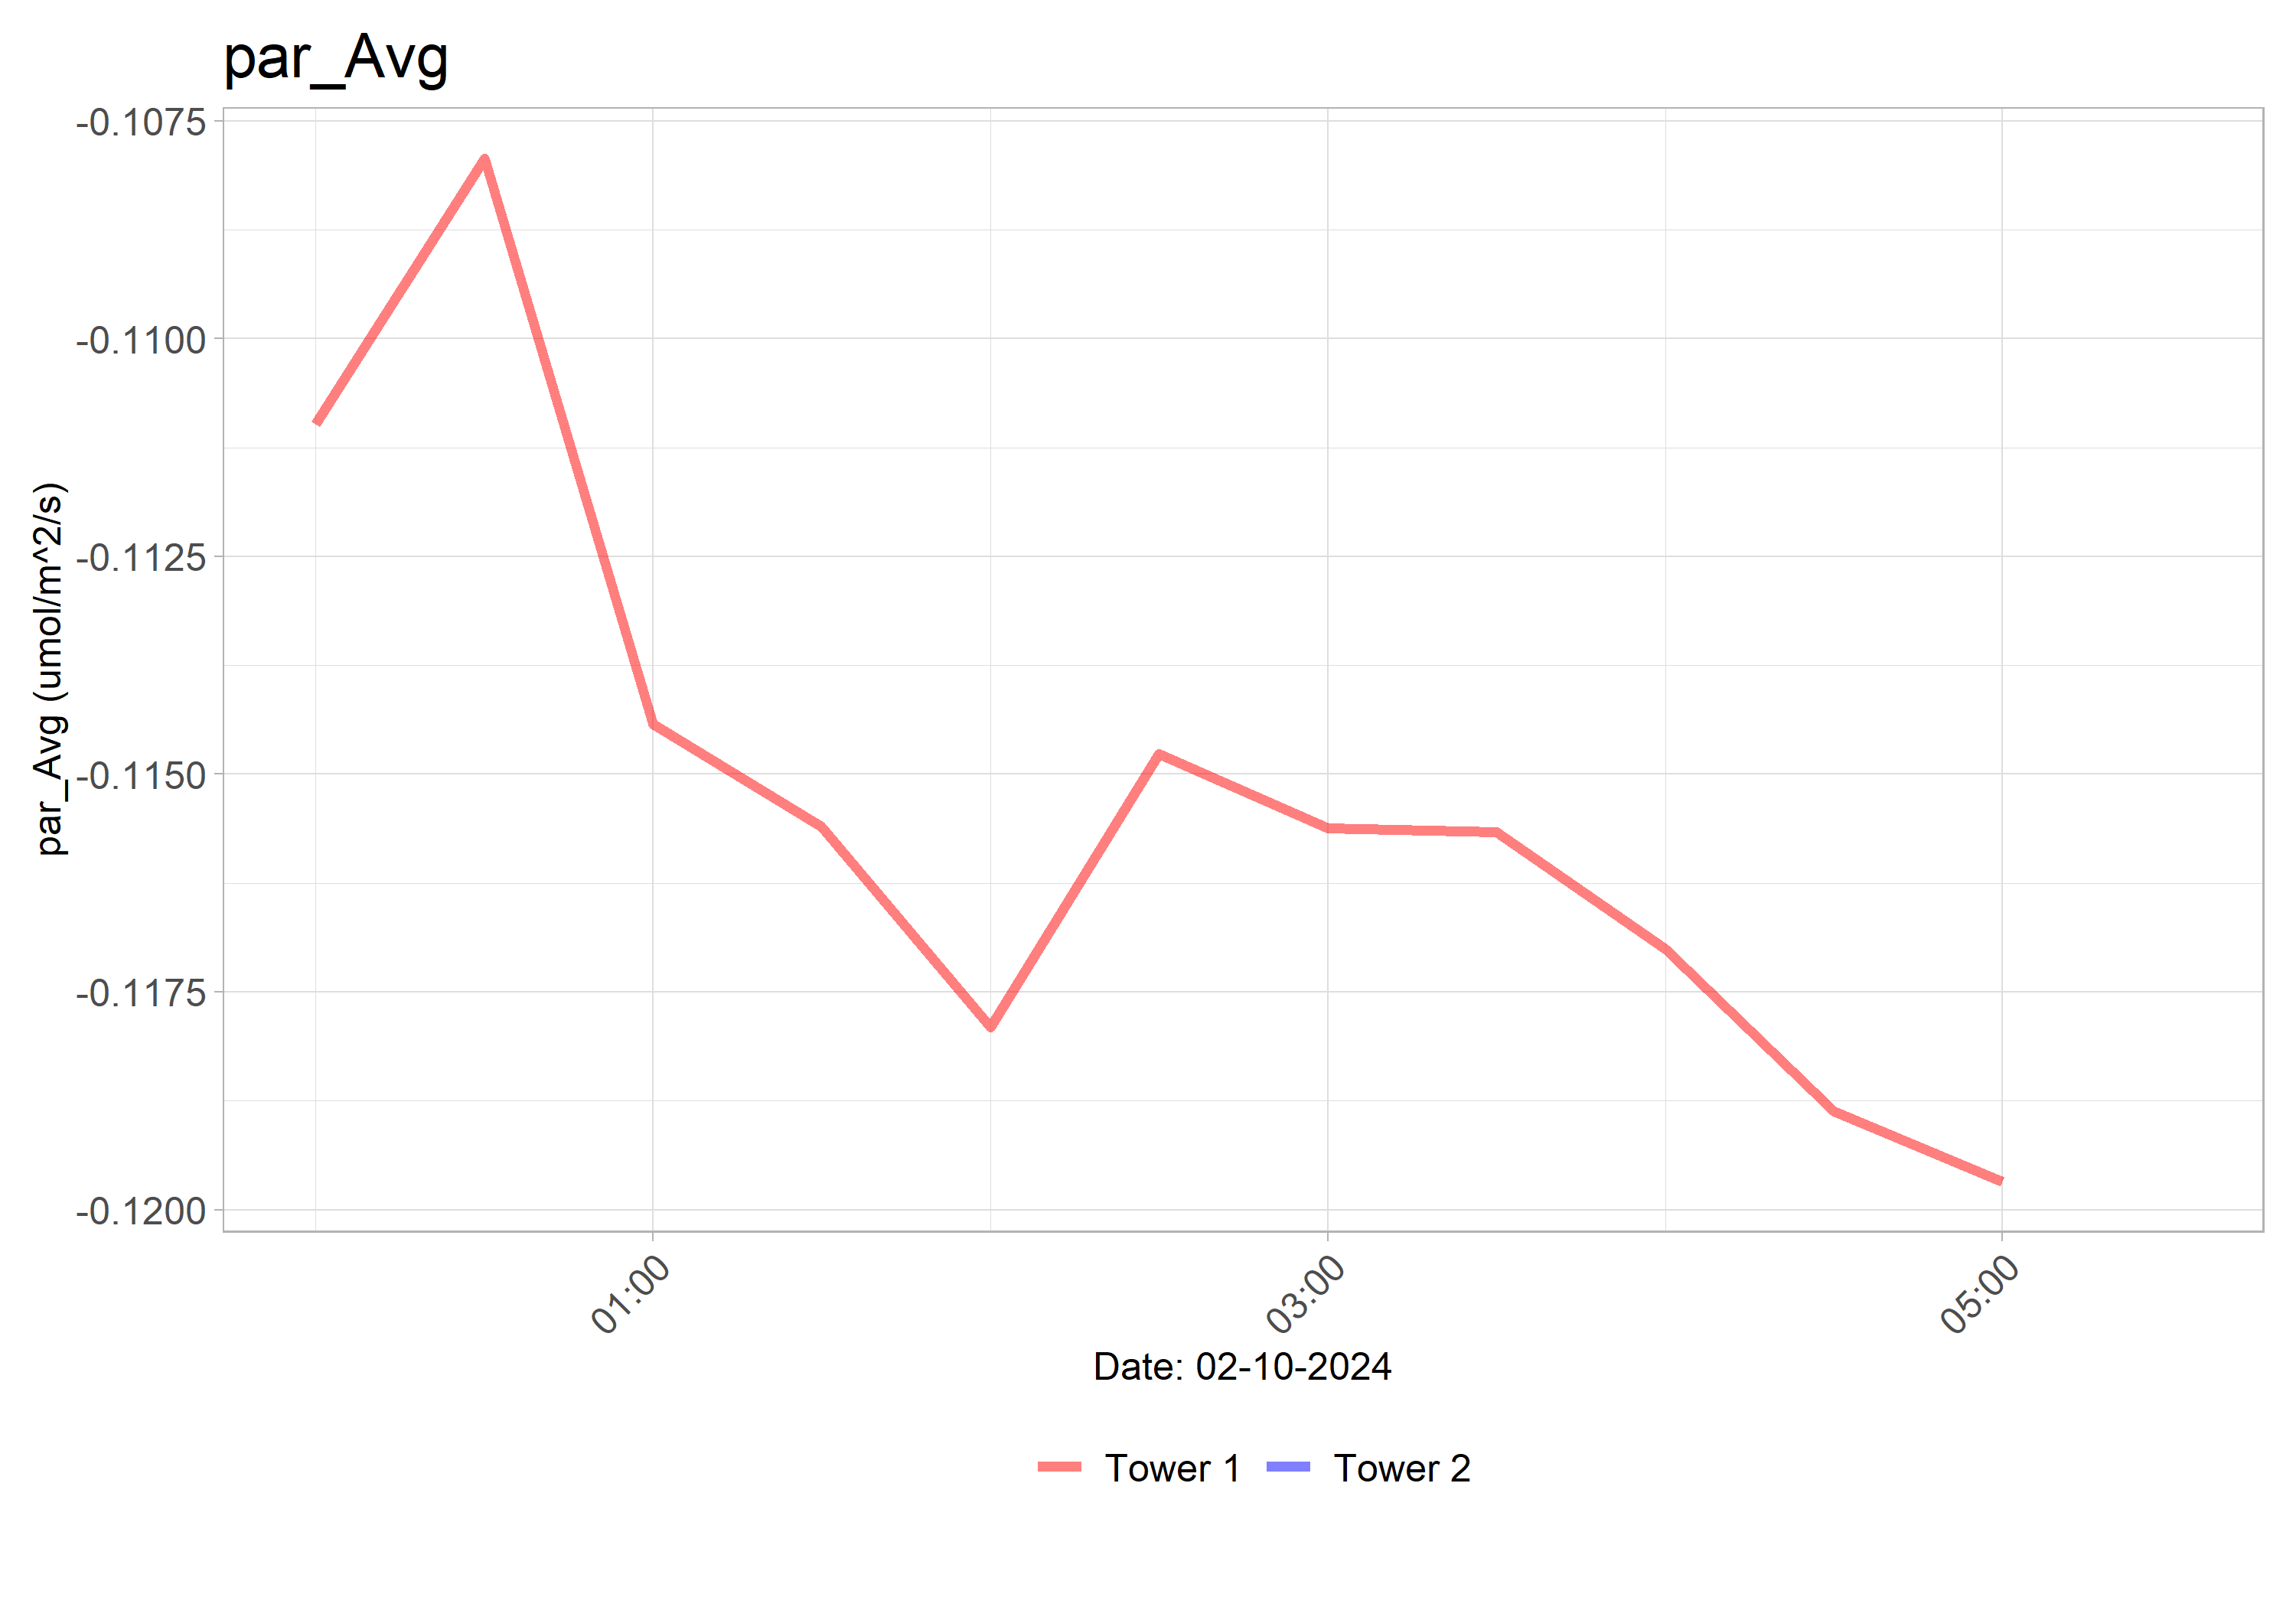 par_Avg
-0.1075
-0.1100
-0.1125
-0.1150
-0.1175
-0.1200
par_Avg (umol/m^2/s)
01:00
03:00
05:00
Date: 02-10-2024
Tower 1
Tower 2